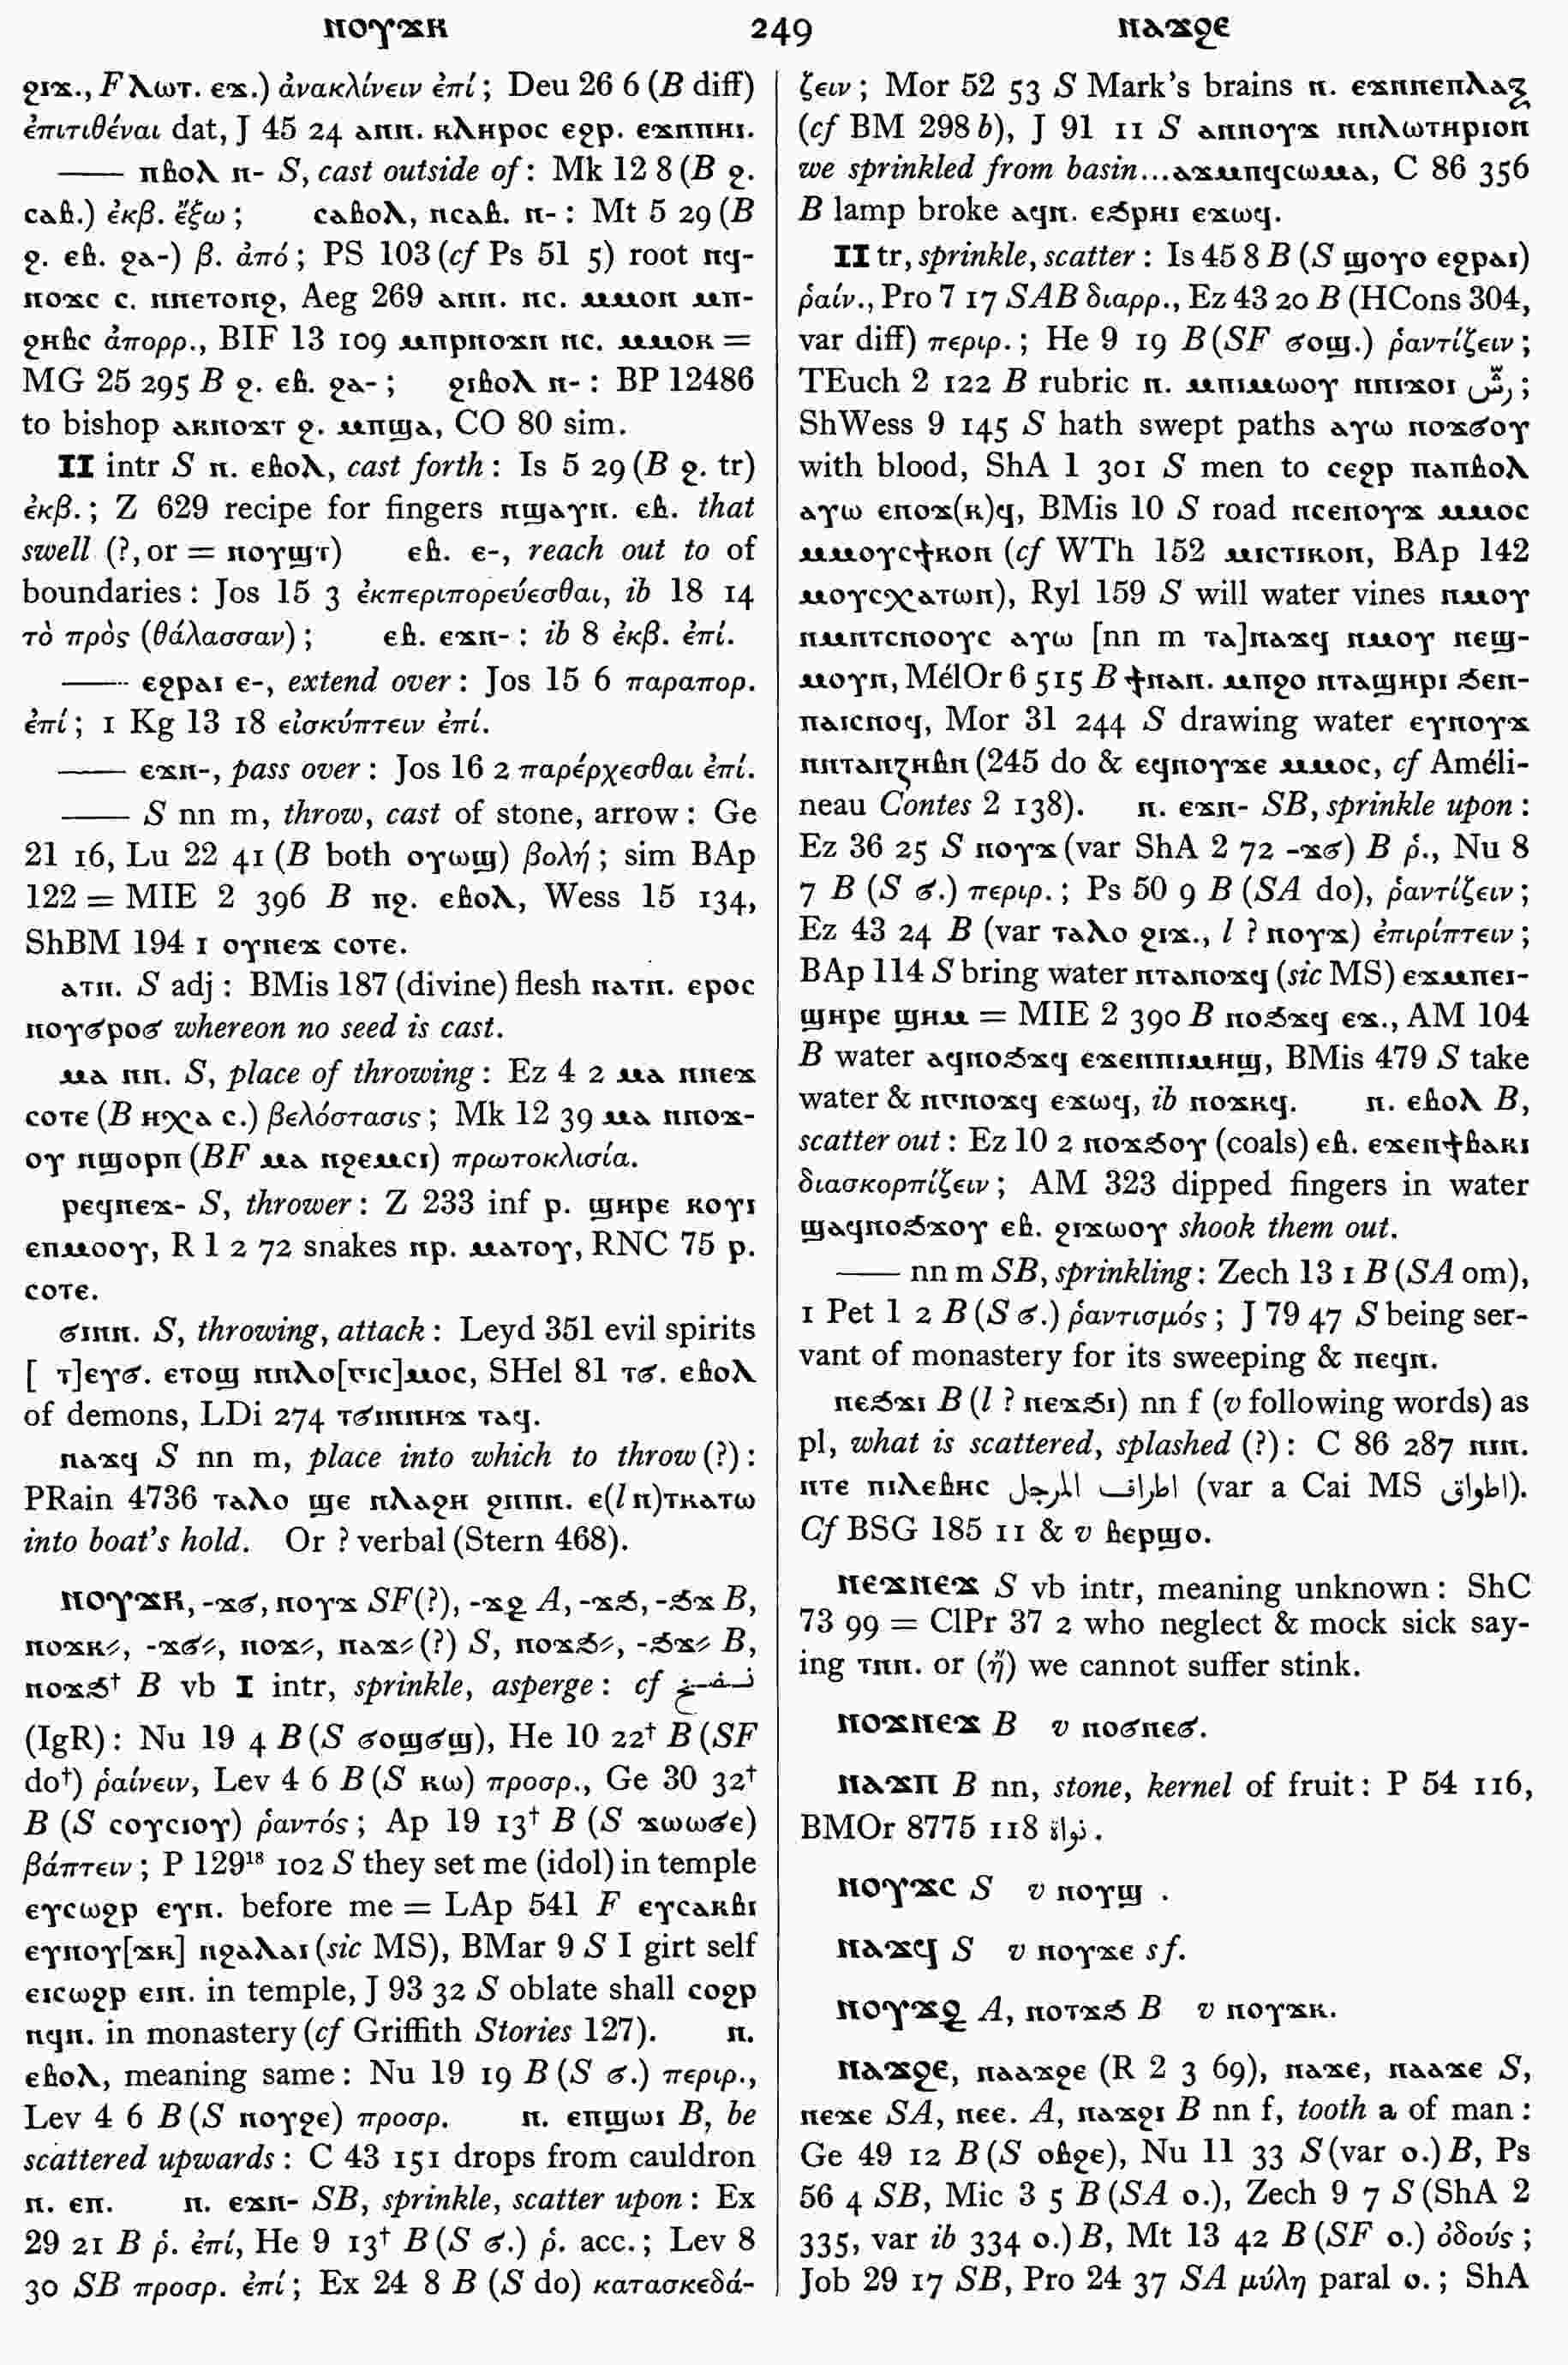 ⲛⲟⲩϫⲕ 249 ⲛⲁϫϩⲉ
ϩⲓϫ., F ⲗⲱⲧ. ⲉϫ.) ἀνακλίνειν ἐπί; Deu 26 6 (B diff)
ἐπιτιθέναι dat, J 45 24 ⲁⲛⲛ. ⲕⲗⲏⲣⲟⲥ ⲉϩⲣ. ⲉϫⲛⲛⲏⲓ.
—— ⲛⲃⲟⲗ ⲛ- S, cast outside of: Mk 12 8 (B ϩ.
ⲥⲁⲃ.) ἐκβ. ἔξω; ⲥⲁⲃⲟⲗ, ⲛⲥⲁⲃ. ⲛ-: Mt 5 29 (B
ϩ. ⲉⲃ. ϩⲁ-) β. ἀπό; PS 103 (cf Ps 51 5) root ⲛϥ-
ⲛⲟϫⲥ ⲥ. ⲛⲛⲉⲧⲟⲛϩ, Aeg 269 ⲁⲛⲛ. ⲛⲥ. ⲙⲙⲟⲛ ⲙⲛ-
ϩⲏⲃⲥ ἀπορρ., BIF 13 109 ⲙⲡⲣⲛⲟϫⲛ ⲛⲥ. ⲙⲙⲟⲕ =
MG 25 295 B ϩ. ⲉⲃ. ϩⲁ-; ϩⲓⲃⲟⲗ ⲛ-: BP 12486
to bishop ⲁⲕⲛⲟϫⲧ ϩ. ⲙⲡϣⲁ, CO 80 sim.
II intr S ⲛ. ⲉⲃⲟⲗ, cast forth: Is 5 29 (B ϩ. tr)
ἐκβ.; Z 629 recipe for fingers ⲛϣⲁⲩⲛ. ⲉⲃ. that
swell (?, or = ⲛⲟⲩϣⲧ) ⲉⲃ. ⲉ-, reach out to of
boundaries: Jos 15 3 ἐκπεριπορεύεσθαι, ib 18 14
τὸ πρὸς (θάλασσαν); ⲉⲃ. ⲉϫⲛ-: ib 8 ἐκβ. ἐπί.
—— ⲉϩⲣⲁⲓ ⲉ-, extend over: Jos 15 6 παραπορ.
ἐπί; 1 Kg 13 18 εἰσκύπτειν ἐπί.
—— ⲉϫⲛ-, pass over: Jos 16 2 παρέρχεσθαι ἐπί.
—— S nn m, throw, cast of stone, arrow: Ge
21 16, Lu 22 41 (B both ⲟⲩⲱϣ) βολή; sim BAp
122 = MIE 2 396 B ⲛϩ. ⲉⲃⲟⲗ, Wess 15 134,
ShBM 194 1 ⲟⲩⲛⲉϫ ⲥⲟⲧⲉ.
ⲁⲧⲛ. S adj: BMis 187 (divine) flesh ⲛⲁⲧⲛ. ⲉⲣⲟⲥ
ⲛⲟⲩϭⲣⲟϭ whereon no seed is cast.
ⲙⲁ ⲛⲛ. S, place of throwing: Ez 4 2 ⲙⲁ ⲛⲛⲉϫ
ⲥⲟⲧⲉ (B ⲏⲭⲁ ⲥ.) βελόστασις; Mk 12 39 ⲙⲁ ⲛⲛⲟϫ-
ⲟⲩ ⲛϣⲟⲣⲡ (BF ⲙⲁ ⲛϩⲉⲙⲥⲓ) πρωτοκλισία.
ⲣⲉϥⲛⲉϫ- S, thrower: Z 233 inf ⲣ. ϣⲏⲣⲉ ⲕⲟⲩⲓ
ⲉⲡⲙⲟⲟⲩ, R 1 2 72 snakes ⲛⲣ. ⲙⲁⲧⲟⲩ, RNC 75 ⲣ.
ⲥⲟⲧⲉ.
ϭⲓⲛⲛ. S, throwing, attack: Leyd 351 evil spirits
[ ⲧ]ⲉⲩϭ. ⲉⲧⲟϣ ⲛⲛⲗⲟ[ⲅⲓⲥ]ⲙⲟⲥ, SHel 81 ⲧϭ. ⲉⲃⲟⲗ
of demons, LDi 274 ⲧϭⲓⲛⲛⲏϫ ⲧⲁϥ.
ⲛⲁϫϥ S nn m, place into which to throw (?):
PRain 4736 ⲧⲁⲗⲟ ϣⲉ ⲛⲗⲁϩⲏ ϩⲛⲡⲛ. ⲉ(l ⲛ)ⲧⲕⲁⲧⲱ
into boat's hold. Or ? verbal (Stern 468).
ⲛⲟⲩϫⲕ, -ϫϭ, ⲛⲟⲩϫ SF(?), -ϫϩ A, -ϫϧ, -ϧϫ B,
ⲛⲟϫⲕ⸗, -ϫϭ⸗, ⲛⲟϫ⸗, ⲛⲁϫ⸗ (?) S, ⲛⲟϫϧ⸗, -ϧϫ⸗ B,
ⲛⲟϫϧ† B vb I intr, sprinkle, asperge: cf نضخ
(IgR): Nu 19 4 B (S ϭⲟϣϭϣ), He 10 22† B (SF
do†) ῥαίνειν, Lev 4 6 B (S ⲕⲱ) προσρ., Ge 30 32†
B (S ⲥⲟⲩⲥⲓⲟⲩ) ῥαντός; Ap 19 13† B (S ϫⲱⲱϭⲉ)
βάπτειν; P 129¹⁸ 102 S they set me (idol) in temple
ⲉⲩⲥⲱϩⲣ ⲉⲩⲛ. before me = LAp 541 F ⲉⲩⲥⲁⲕⲃⲓ
ⲉⲩⲛⲟⲩ[ϫⲕ] ⲛϩⲁⲗⲁⲓ (sic MS), BMar 9 S I girt self
ⲉⲓⲥⲱϩⲣ ⲉⲓⲛ. in temple, J 93 32 S oblate shall ⲥⲟϩⲣ
ⲛϥⲛ. in monastery (cf Griffith Stories 127). ⲛ.
ⲉⲃⲟⲗ, meaning same: Nu 19 19 B (S ϭ.) περιρ.,
Lev 4 6 B (S ⲛⲟⲩϩⲉ) προσρ. ⲛ. ⲉⲡϣⲱⲓ B, be
scattered upwards: C 43 151 drops from cauldron
ⲛ. ⲉⲡ. ⲛ. ⲉϫⲛ- SB, sprinkle, scatter upon: Ex
29 21 B ῥ. ἐπί, He 9 13† B (S ϭ.) ῥ. acc.; Lev 8
30 SB προσρ. ἐπί; Ex 24 8 B (S do) κατασκεδά-
ζειν; Mor 52 53 S Mark's brains ⲛ. ⲉϫⲛⲛⲉⲡⲗⲁⲝ
(cf BM 298 b), J 91 11 S ⲁⲛⲛⲟⲩϫ ⲛⲡⲗⲱⲧⲏⲣⲓⲟⲛ
we sprinkled from basin...ⲁϫⲙⲡϥⲥⲱⲙⲁ, C 86 356
B lamp broke ⲁϥⲛ. ⲉϧⲣⲏⲓ ⲉϫⲱϥ.
II tr, sprinkle, scatter: Is 45 8 B (S ϣⲟⲩⲟ ⲉϩⲣⲁⲓ)
ῥαίν., Pro 7 17 SAB διαρρ., Ez 43 20 B (HCons 304,
var diff) περιρ.; He 9 19 B (SF ϭⲟϣ.) ῥαντίζειν;
TEuch 2 122 B rubric ⲛ. ⲙⲡⲓⲙⲱⲟⲩ ⲛⲛⲓϫⲟⲓ رشّ;
ShWess 9 145 S hath swept paths ⲁⲩⲱ ⲛⲟϫϭⲟⲩ
with blood, ShA 1 301 S men to ⲥⲉϩⲣ ⲡⲁⲡⲃⲟⲗ
ⲁⲩⲱ ⲉⲛⲟϫ(ⲕ)ϥ, BMis 10 S road ⲛⲥⲉⲛⲟⲩϫ ⲙⲙⲟⲥ
ⲙⲙⲟⲩⲥϯⲕⲟⲛ (cf WTh 152 ⲙⲓⲥⲧⲓⲕⲟⲛ, BAp 142
ⲙⲟⲩⲥⲭⲁⲧⲱⲛ), Ryl 159 S will water vines ⲛⲙⲟⲩ
ⲛⲙⲛⲧⲥⲛⲟⲟⲩⲥ ⲁⲩⲱ [nn m ⲧⲁ]ⲛⲁϫϥ ⲛⲙⲟⲩ ⲛⲉϣ-
ⲙⲟⲩⲛ, MélOr 6 515 B ϯⲛⲁⲛ. ⲙⲡϩⲟ ⲛⲧⲁϣⲏⲣⲓ ϧⲉⲛ-
ⲡⲁⲓⲥⲛⲟϥ, Mor 31 244 S drawing water ⲉⲩⲛⲟⲩϫ
ⲛⲛⲧⲁⲛⲍⲏⲃⲛ (245 do & ⲉϥⲛⲟⲩϫⲉ ⲙⲙⲟⲥ, cf Améli-
neau Contes 2 138). ⲛ. ⲉϫⲛ- SB, sprinkle upon:
Ez 36 25 S ⲛⲟⲩϫ (var ShA 2 72 -ϫϭ) B ῥ., Nu 8
7 B (S ϭ.) περιρ.; Ps 50 9 B (SA do), ῥαντίζειν;
Ez 43 24 B (var ⲧⲁⲗⲟ ϩⲓϫ., l ? ⲛⲟⲩϫ) ἐπιρίπτειν;
BAp 114 S bring water ⲛⲧⲁⲛⲟϫϥ (sic MS) ⲉϫⲙⲡⲉⲓ-
ϣⲏⲣⲉ ϣⲏⲙ = MIE 2 390 B ⲛⲟϧϫϥ ⲉϫ., AM 104
B water ⲁϥⲛⲟϧϫϥ ⲉϫⲉⲛⲡⲓⲙⲏϣ, BMis 479 S take
water & ⲛⲅⲛⲟϫϥ ⲉϫⲱϥ, ib ⲛⲟϫⲕϥ. ⲛ. ⲉⲃⲟⲗ B,
scatter out: Ez 10 2 ⲛⲟϫϧⲟⲩ (coals) ⲉⲃ. ⲉϫⲉⲛϯⲃⲁⲕⲓ
διασκορπίζειν; AM 323 dipped fingers in water
ϣⲁϥⲛⲟϧϫⲟⲩ ⲉⲃ. ϩⲓϫⲱⲟⲩ shook them out.
—— nn m SB, sprinkling: Zech 13 1 B (SA om),
1 Pet 1 2 B (S ϭ.) ῥαντισμός; J 79 47 S being ser-
vant of monastery for its sweeping & ⲡⲉϥⲛ.
ⲛⲉϧϫⲓ B (l ? ⲛⲉϫϧⲓ) nn f (v following words) as
pl, what is scattered, splashed (?): C 86 287 ⲛⲓⲛ.
ⲛⲧⲉ ⲡⲓⲗⲉⲃⲏⲥ اطراف المرجل (var a Cai MS اطواق).
Cf BSG 185 11 & v ⲃⲉⲣϣⲟ.
ⲛⲉϫⲛⲉϫ S vb intr, meaning unknown: ShC
73 99 = ClPr 37 2 who neglect & mock sick say-
ing ⲧⲛⲛ. or (ἤ) we cannot suffer stink.
ⲛⲟϫⲛⲉϫ B v ⲛⲟϭⲛⲉϭ.
ⲛⲁϫⲡ B nn, stone, kernel of fruit: P 54 116,
BMOr 8775 118 نواة.
ⲛⲟⲩϫⲥ S v ⲛⲟⲩϣ .
ⲛⲁϫϥ S v ⲛⲟⲩϫⲉ sf.
ⲛⲟⲩϫϩ A, ⲛⲟⲧϫϧ B v ⲛⲟⲩϫⲕ.
ⲛⲁϫϩⲉ, ⲛⲁⲁϫϩⲉ (R 2 3 69), ⲛⲁϫⲉ, ⲛⲁⲁϫⲉ S,
ⲛⲉϫⲉ SA, ⲛⲉⲉ. A, ⲛⲁϫϩⲓ B nn f, tooth a of man:
Ge 49 12 B (S ⲟⲃϩⲉ), Nu 11 33 S (var ⲟ.) B, Ps
56 4 SB, Mic 3 5 B (SA ⲟ.), Zech 9 7 S (ShA 2
335, var ib 334 ⲟ.) B, Mt 13 42 B (SF ⲟ.) ὀδούς;
Job 29 17 SB, Pro 24 37 SA μύλη paral ⲟ.; ShA